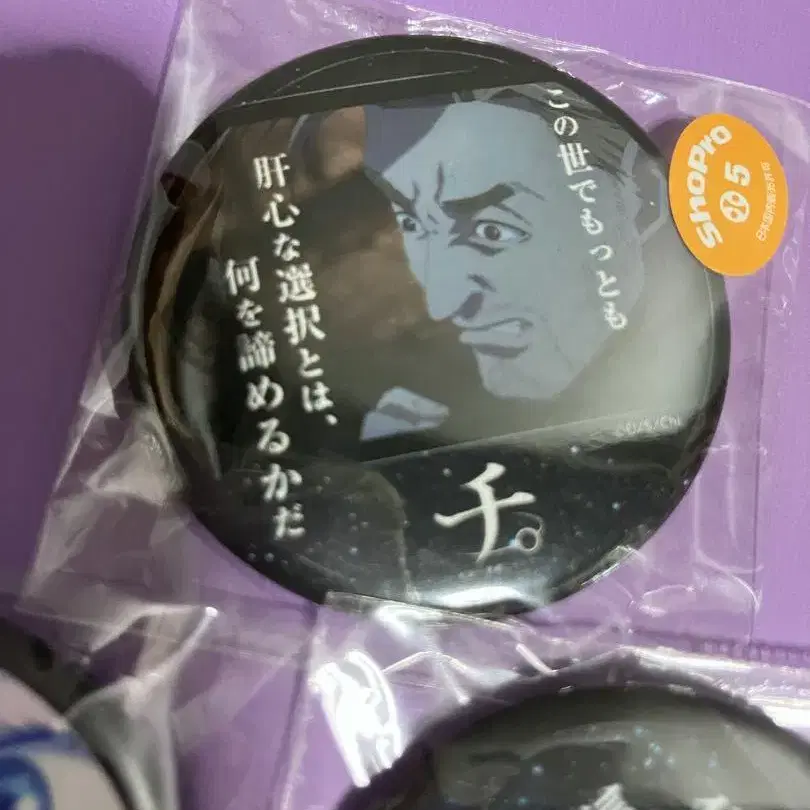 この世でもっとも
肝心な選択とは、
何を諦めるかだ
チ。
shopro
5